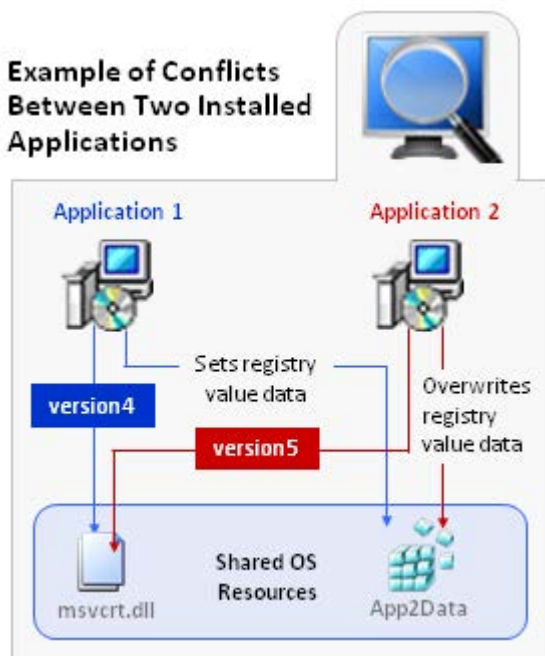 Example of Conflicts
Between Two Installed
Applications
Application 1
Application 2
Sets registry
value data
Overwrites
registry
value data
version4
version5
Shared OS
Resources
msvcrt.dll
App2Data